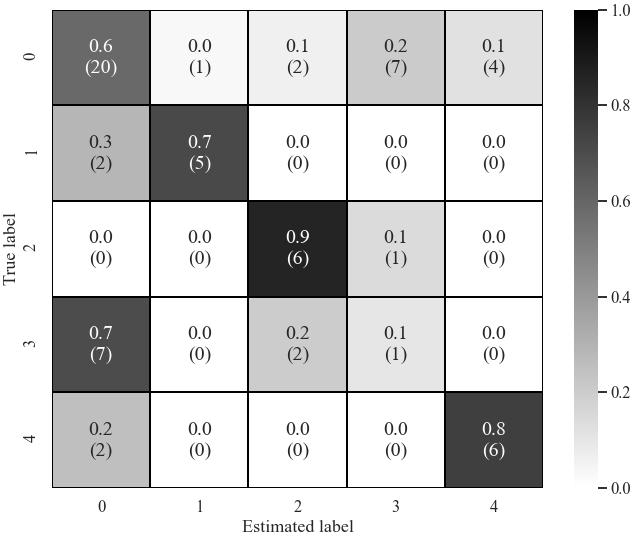 0.6 0.0 0.1 0.2 0.1 1.0
0 (20) (1) (2) (7) (4)
0.8
0.3 0.7 0.0 0.0 0.0
1 (2) (5) (0) (0) (0)
0.6
True label
0.0 0.0 0.9 0.1 0.0
2 (0) (0) (6) (1) (0)
0.4
0.7 0.0 0.2 0.1 0.0
3 (7) (0) (2) (1) (0)
0.2
0.2 0.0 0.0 0.0 0.8
4 (2) (0) (0) (0) (6)
0.0
0 1 2 3 4
Estimated label